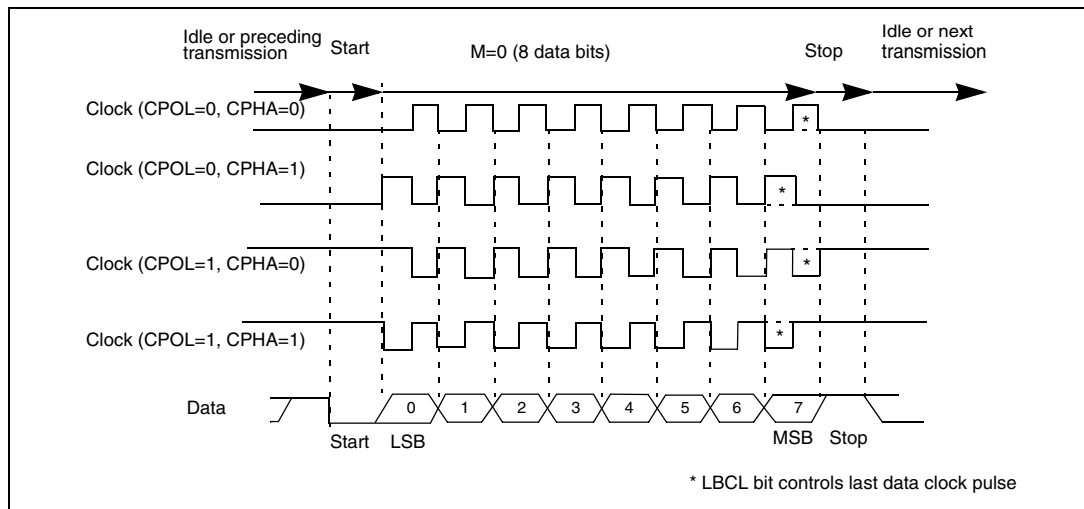 Idle or preceding
transmission
Start
M=0 (8 data bits)
Stop
Idle or next
transmission
Clock (CPOL=0, CPHA=0)
*
Clock (CPOL=0, CPHA=1)
*
Clock (CPOL=1, CPHA=0)
*
Clock (CPOL=1, CPHA=1)
*
Data
0 1 2 3 4 5 6 7
Start LSB MSB Stop
* LBCL bit controls last data clock pulse